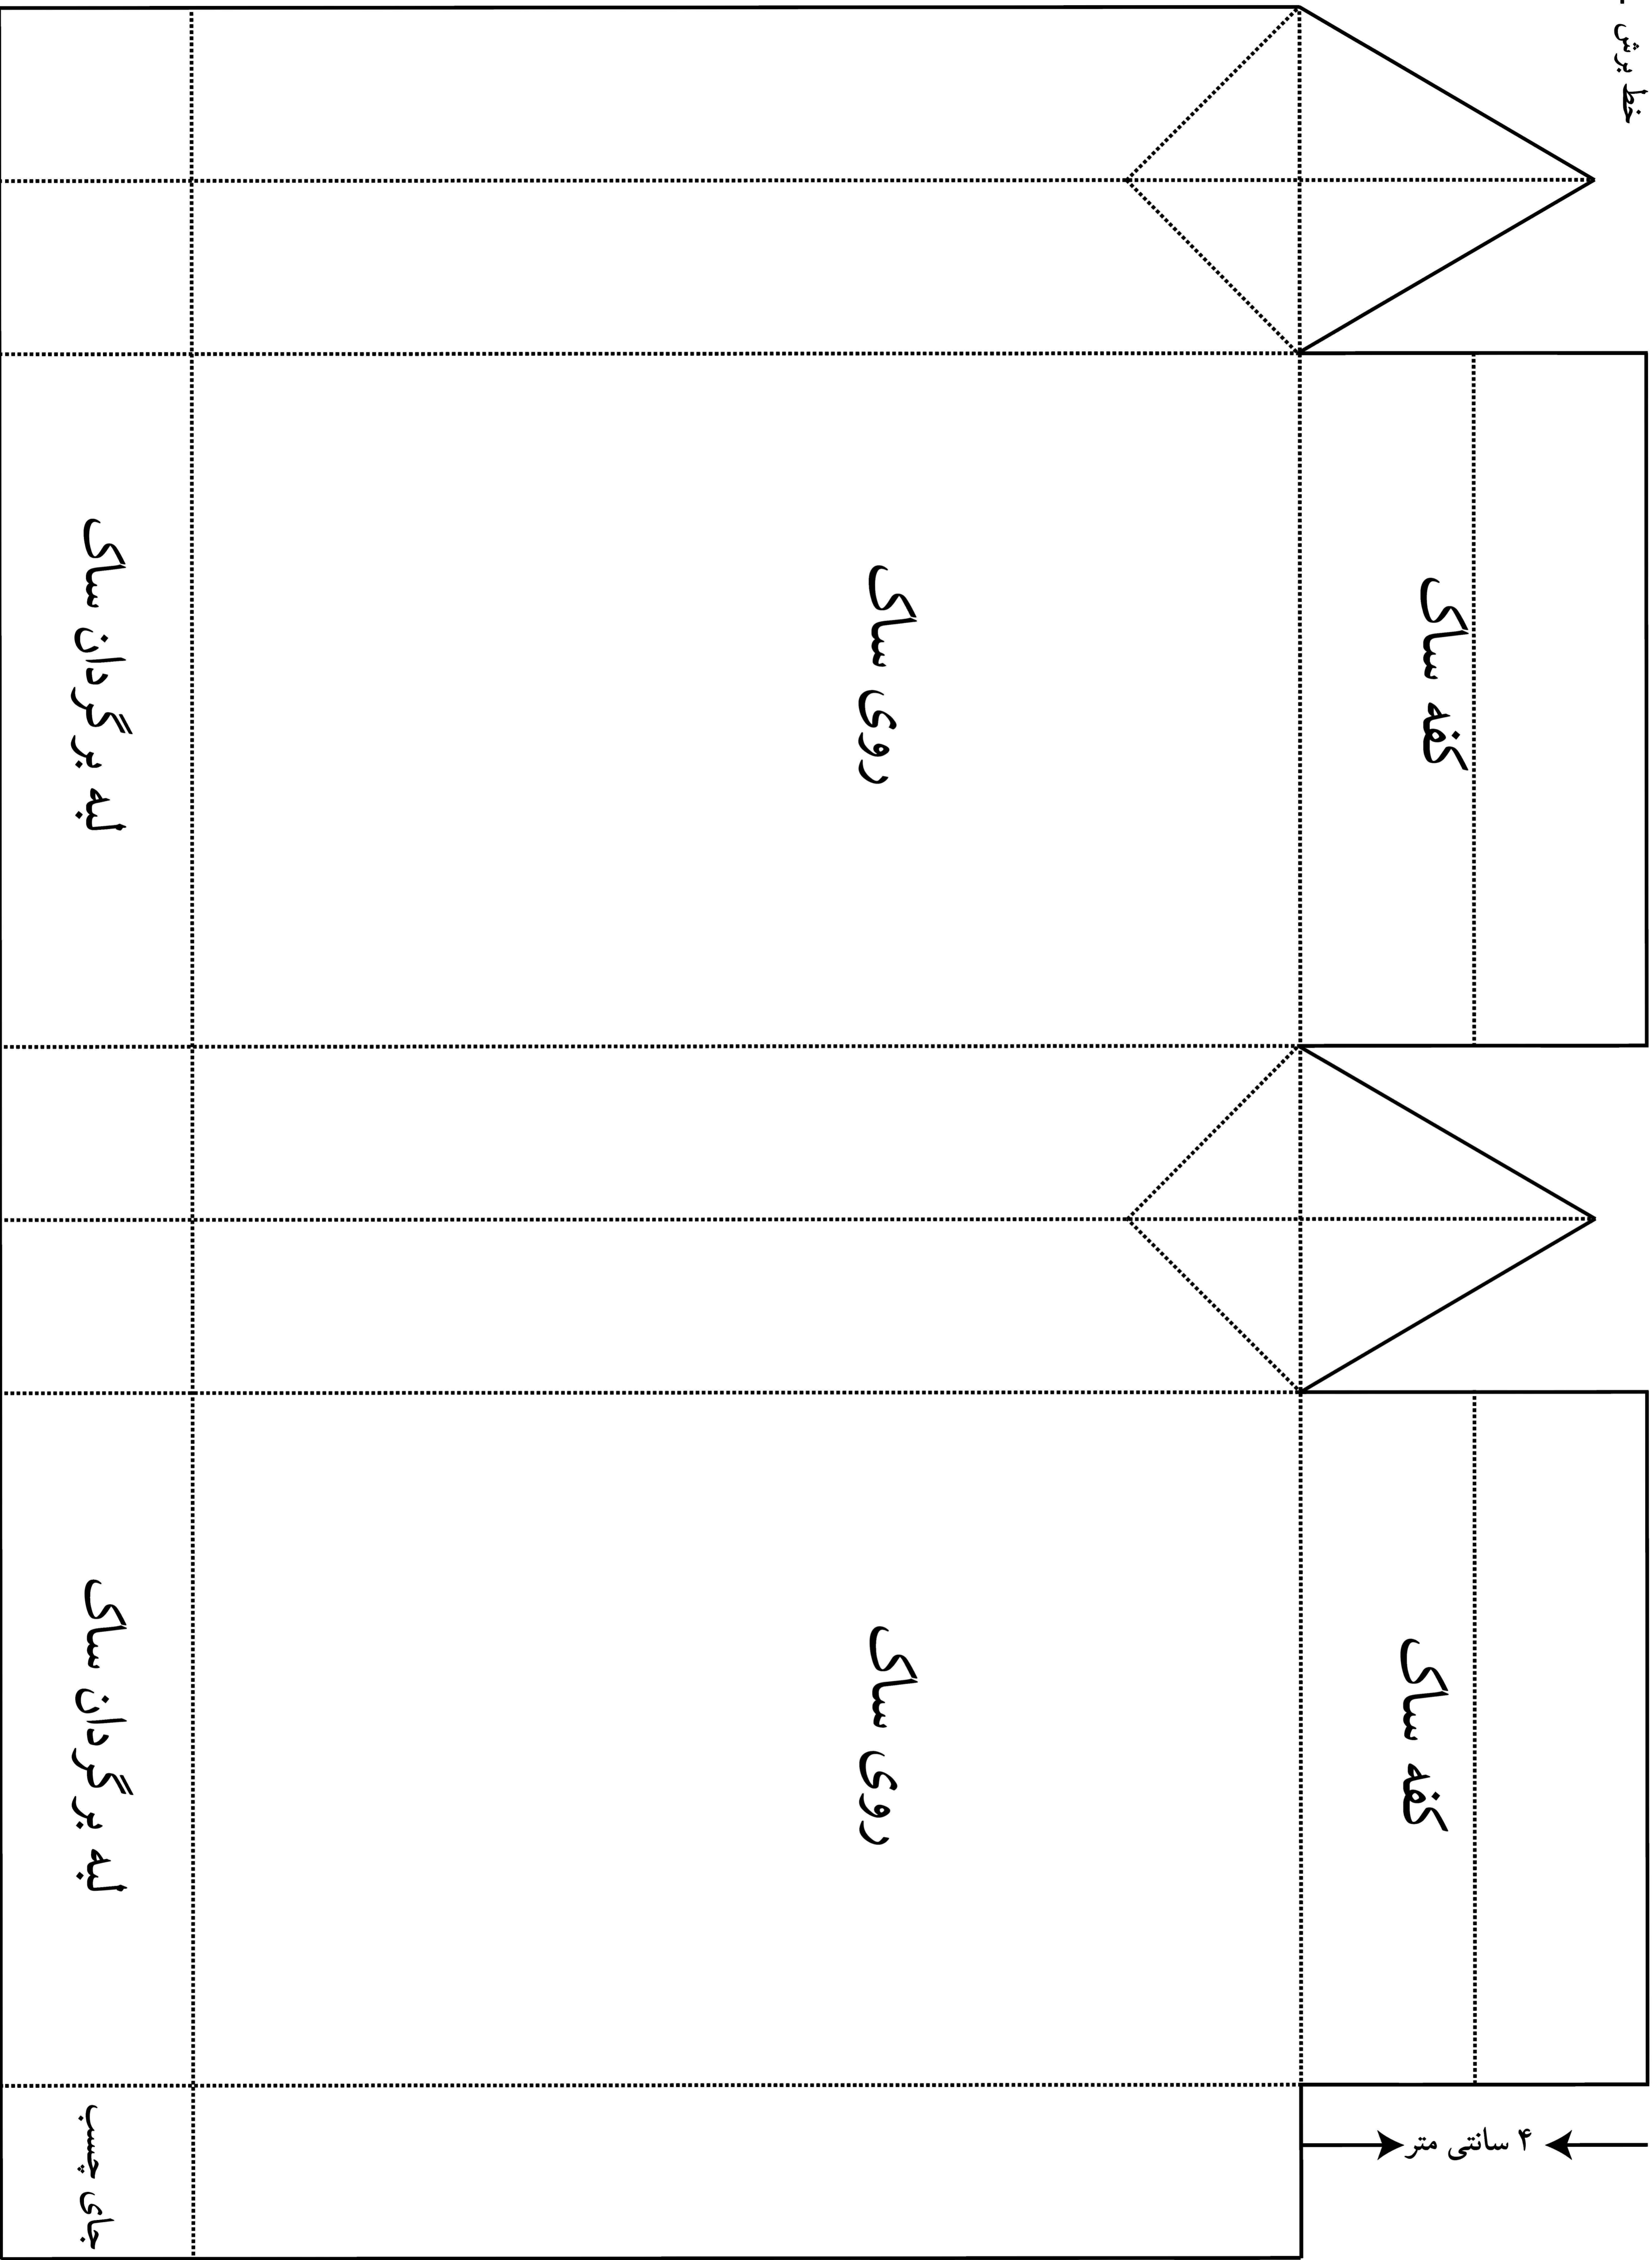 خط برش
لبه برگردان ساک
روی ساک
کفه ساک
لبه برگردان ساک
روی ساک
کفه ساک
جای چسب
۴ سانتی متر